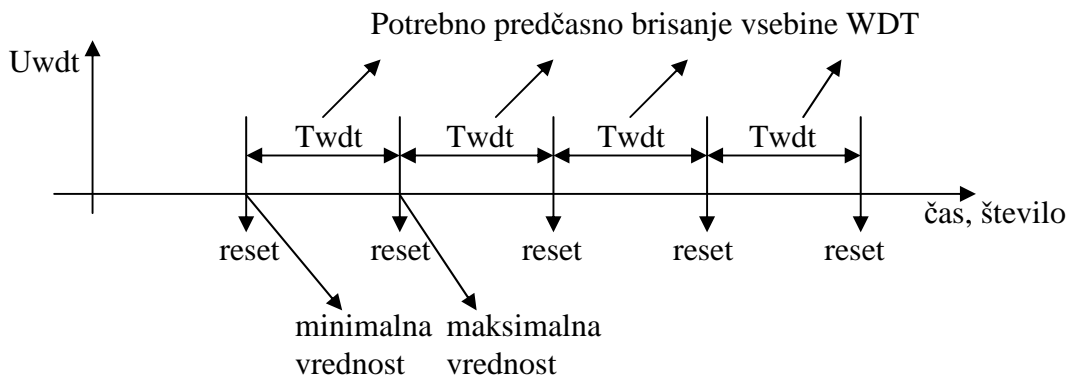 Potrebno predčasno brisanje vsebine WDT
Uwdt
Twdt Twdt Twdt Twdt
čas, število
reset reset reset reset reset
minimalna maksimalna
vrednost vrednost